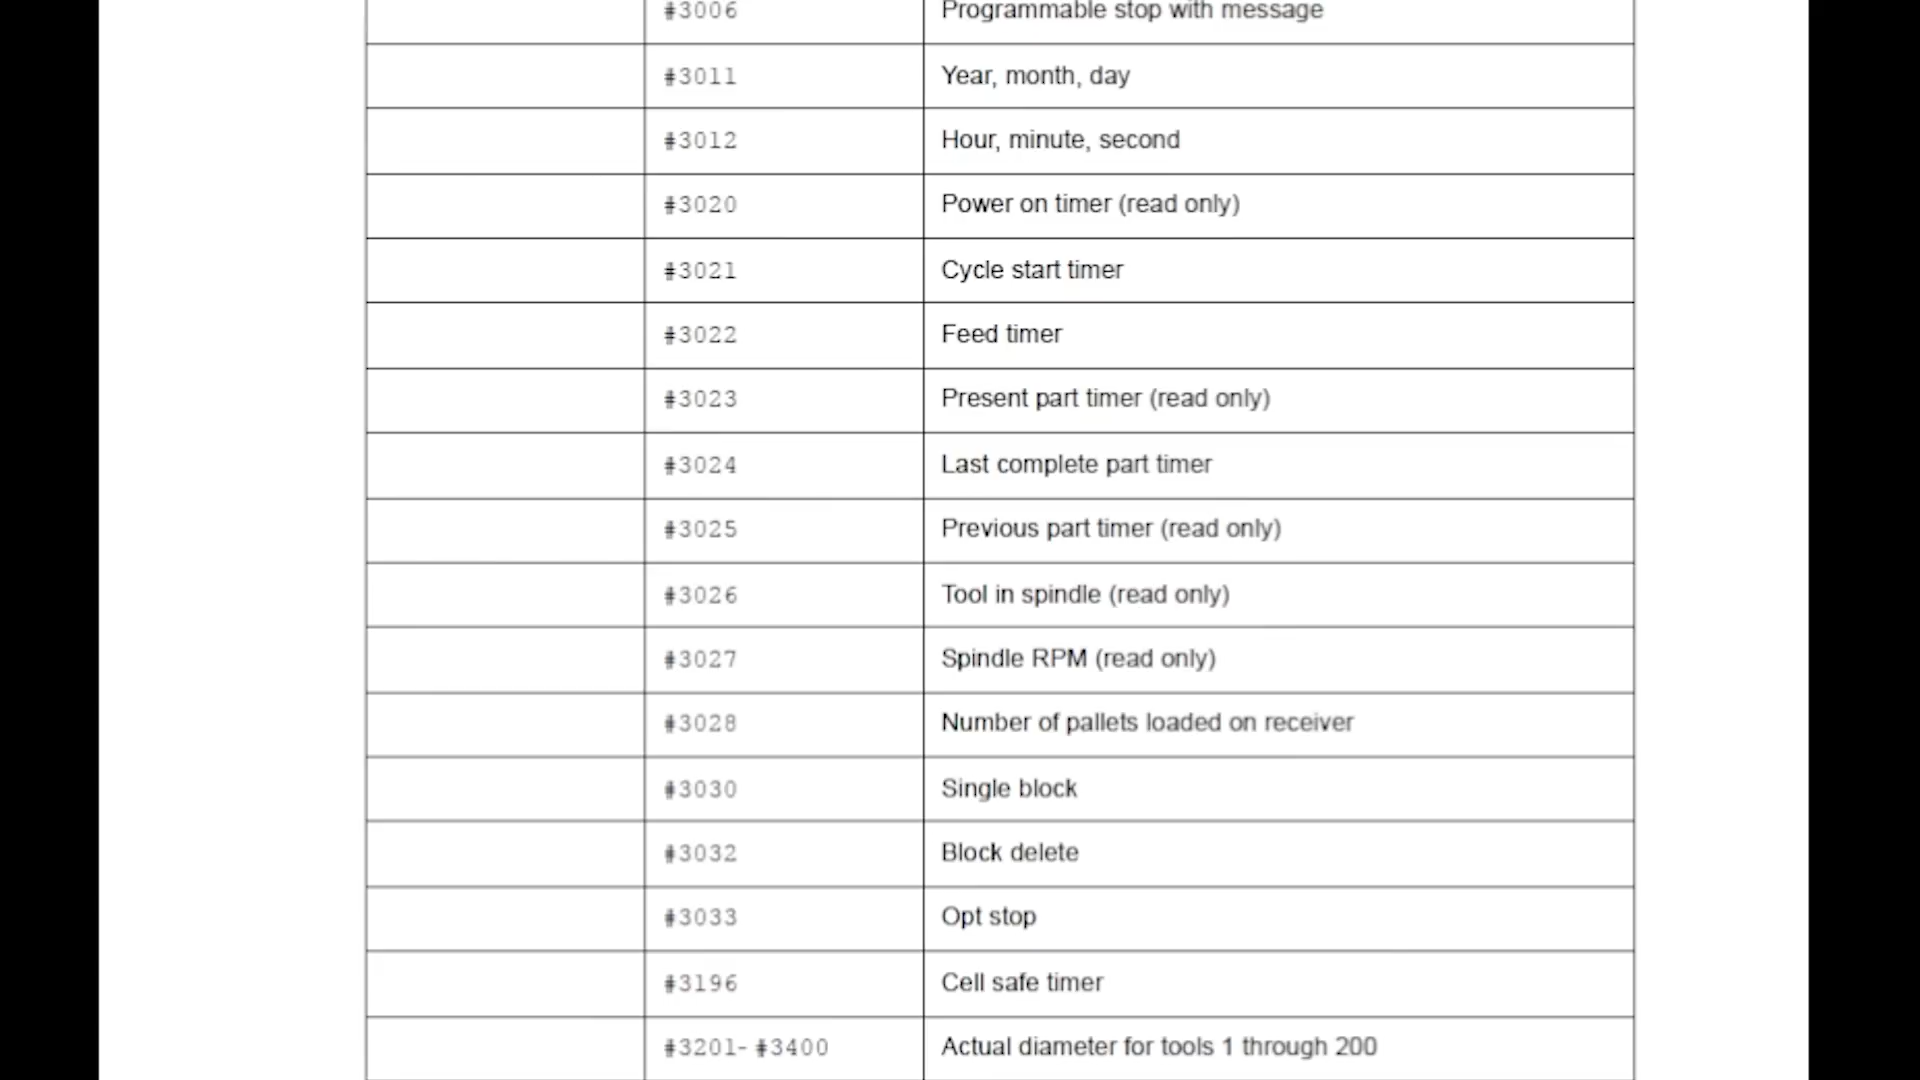 #3006 Programmable stop with message
#3011 Year, month, day
#3012 Hour, minute, second
#3020 Power on timer (read only)
#3021 Cycle start timer
#3022 Feed timer
#3023 Present part timer (read only)
#3024 Last complete part timer
#3025 Previous part timer (read only)
#3026 Tool in spindle (read only)
#3027 Spindle RPM (read only)
#3028 Number of pallets loaded on receiver
#3030 Single block
#3032 Block delete
#3033 Opt stop
#3196 Cell safe timer
#3201- #3400 Actual diameter for tools 1 through 200